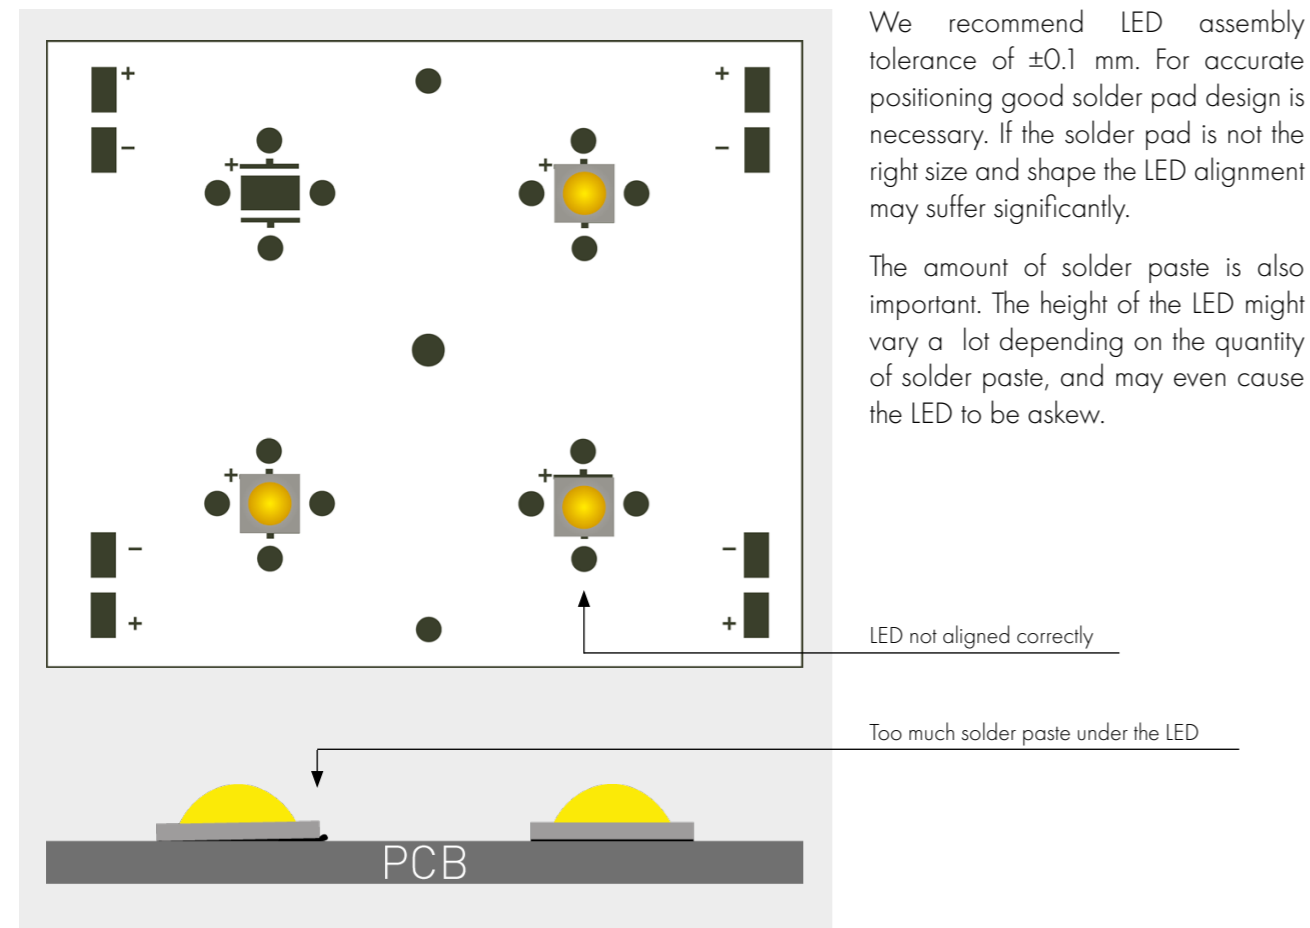 We recommend LED assembly
tolerance of ±0.1 mm. For accurate
positioning good solder pad design is
necessary. If the solder pad is not the
right size and shape the LED alignment
may suffer significantly.
The amount of solder paste is also
important. The height of the LED might
vary a lot depending on the quantity
of solder paste, and may even cause
the LED to be askew.
+ +
− −
+ +
+ +
− −
+ +
LED not aligned correctly
Too much solder paste under the LED
PCB